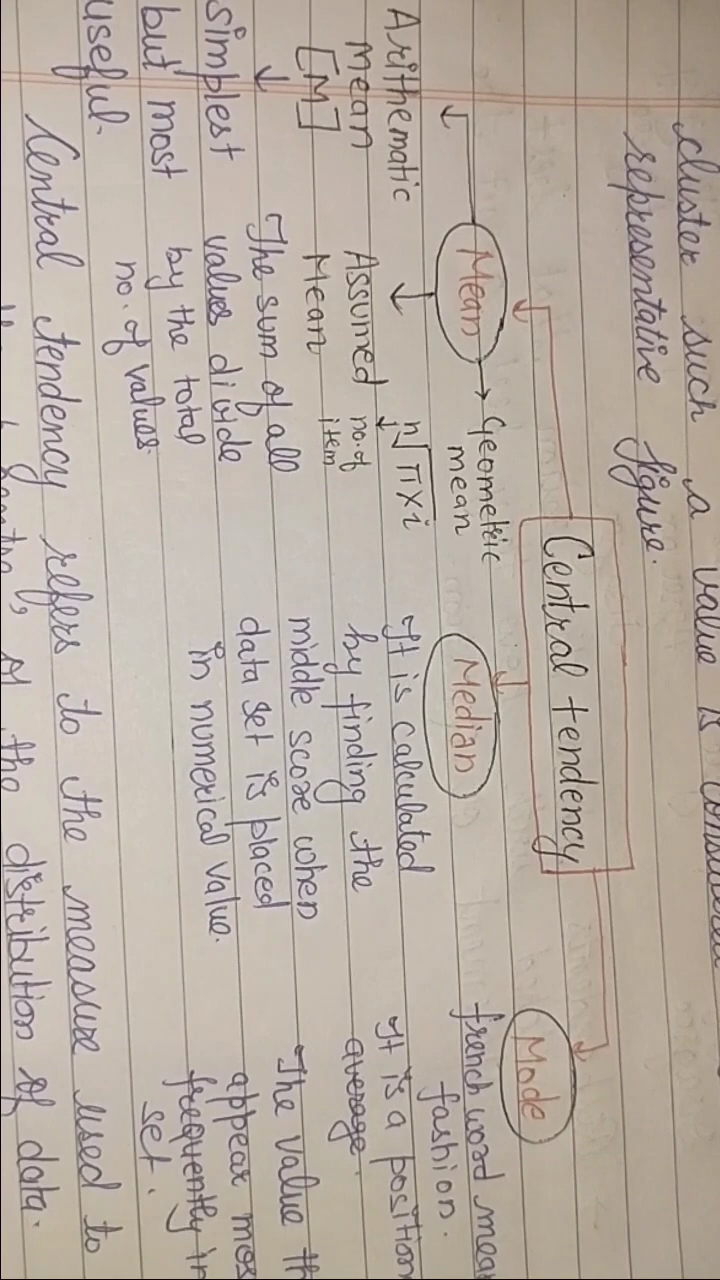 cluster such a value is
representative figure.
Central tendency
Mean
Median
Mode
→ Geometric
mean
n√πxi
no. of
item
Arithematic
mean
[M]
simplest
but most
useful.
Assumed
Mean
The sum of all
values divide
by the total
no. of values.
It is calculated
by finding the
middle score when
data set is placed
in numerical value.
french word
fashion.
It is a position
average.
The value
appear
frequently in
set.
Central tendency refers to the measure used to
of the distribution of data.